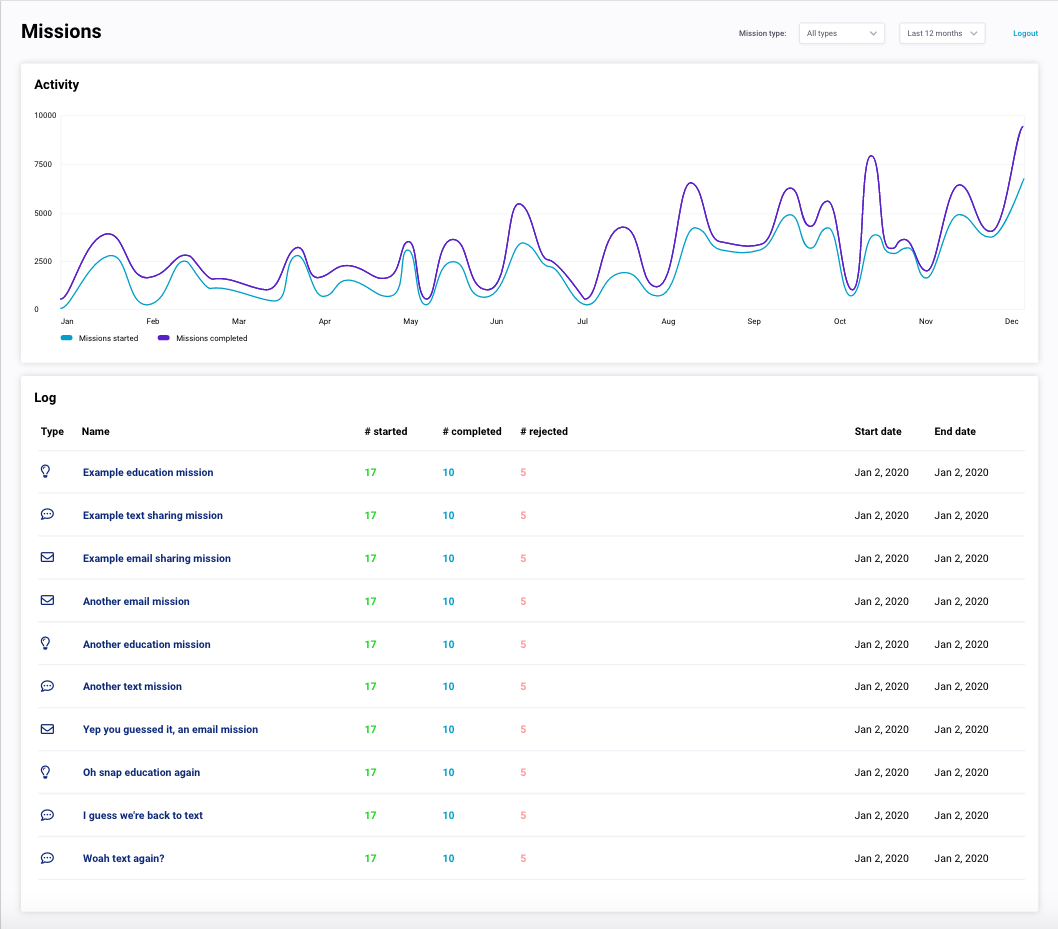 Missions
Mission type: All types Last 12 months Logout
Activity
10000
7500
5000
2500
0
Jan Feb Mar Apr May Jun Jul Aug Sep Oct Nov Dec
Missions started Missions completed
Log
Type Name # started # completed # rejected Start date End date
Example education mission 17 10 5 Jan 2, 2020 Jan 2, 2020
Example text sharing mission 17 10 5 Jan 2, 2020 Jan 2, 2020
Example email sharing mission 17 10 5 Jan 2, 2020 Jan 2, 2020
Another email mission 17 10 5 Jan 2, 2020 Jan 2, 2020
Another education mission 17 10 5 Jan 2, 2020 Jan 2, 2020
Another text mission 17 10 5 Jan 2, 2020 Jan 2, 2020
Yep you guessed it, an email mission 17 10 5 Jan 2, 2020 Jan 2, 2020
Oh snap education again 17 10 5 Jan 2, 2020 Jan 2, 2020
I guess we're back to text 17 10 5 Jan 2, 2020 Jan 2, 2020
Woah text again? 17 10 5 Jan 2, 2020 Jan 2, 2020